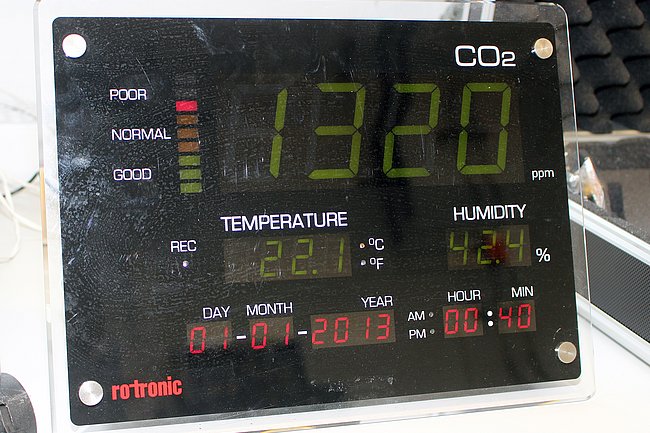 CO2
POOR
NORMAL
GOOD
1320
ppm
TEMPERATURE
HUMIDITY
REC
22.1
°C
°F
42.4 %
DAY MONTH YEAR
HOUR MIN
01-01-2013
AM
PM
00:40
rotronic